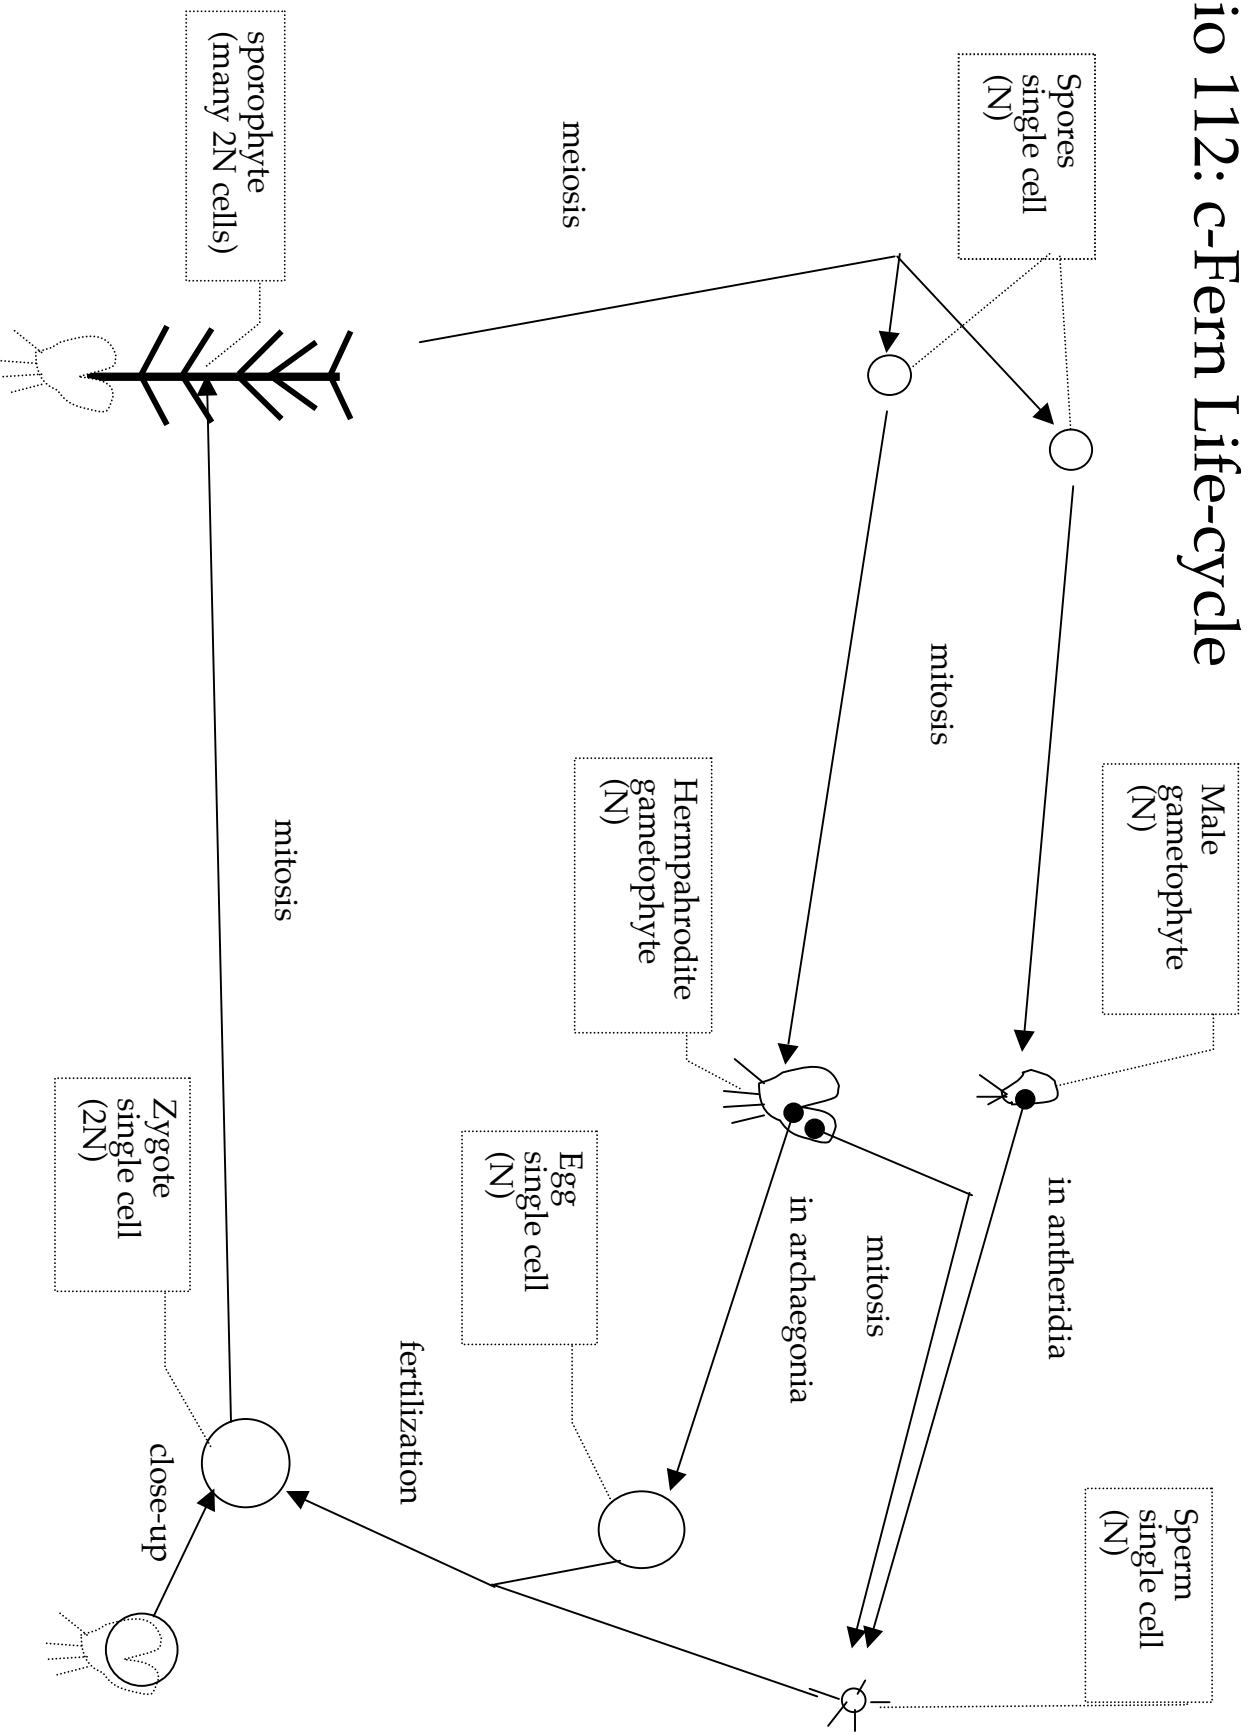 io 112: c-Fern Life-cycle
Spores
single cell
(N)
mitosis
Male
gametophyte
(N)
in antheridia
Sperm
single cell
(N)
meiosis
Hermpahrodite
gametophyte
(N)
mitosis
in archaegonia
Egg
single cell
(N)
fertilization
sporophyte
(many 2N cells)
mitosis
Zygote
single cell
(2N)
close-up